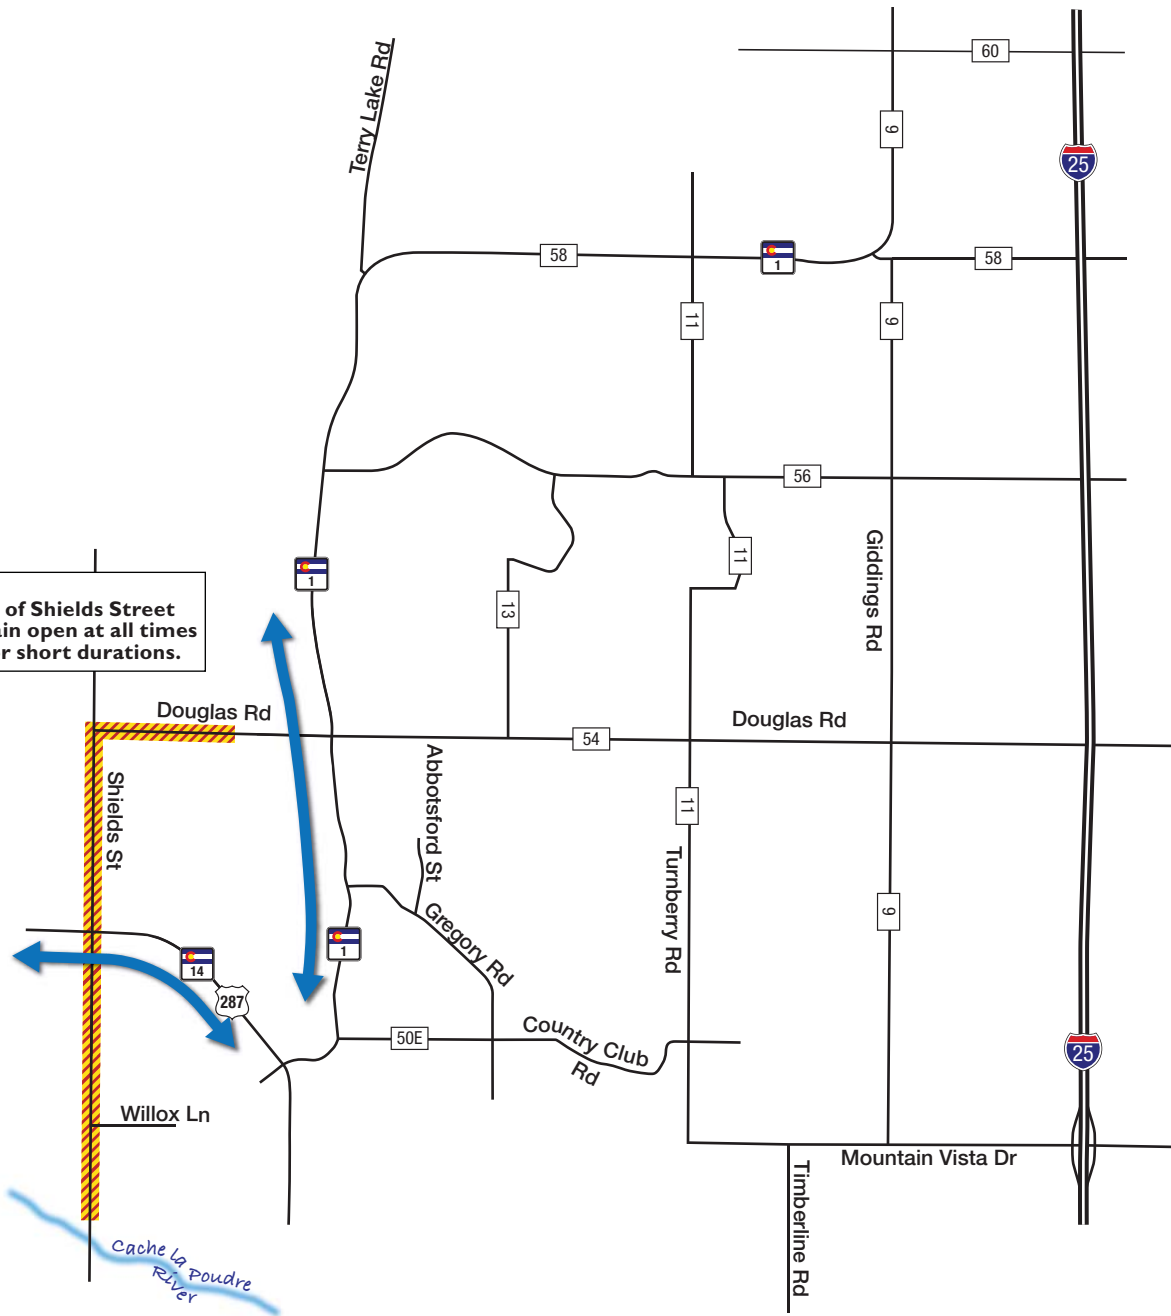 60
Terry Lake Rd
9
25
58
1
58
11
9
56
1
11
Giddings Rd
13
of Shields Street
open at all times
short durations.
Douglas Rd
Douglas Rd
54
Shields St
Abbotsford St
11
Turnberry Rd
9
Gregory Rd
1
14
287
50E
Country Club
Rd
25
Willox Ln
Mountain Vista Dr
Timberline Rd
Cache la Poudre
River